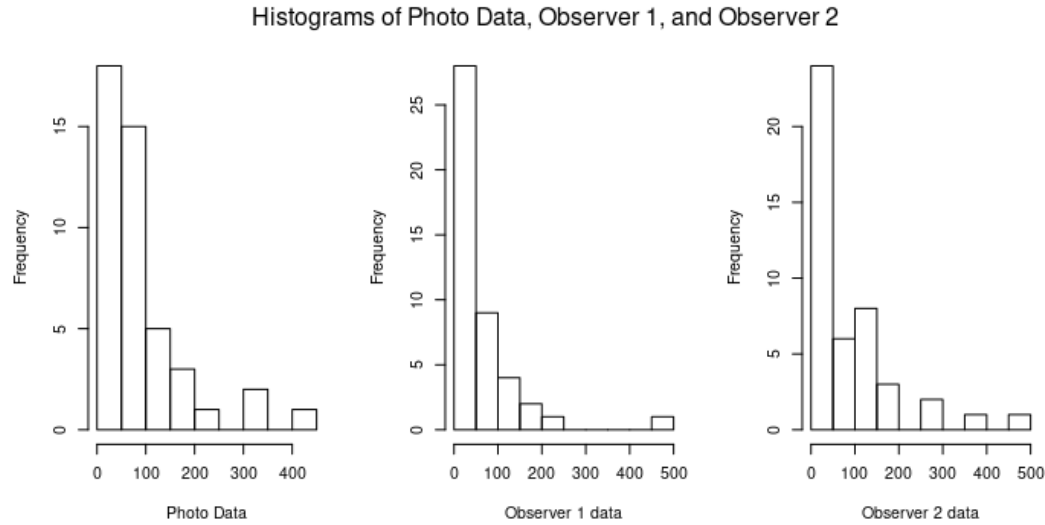 Histograms of Photo Data, Observer 1, and Observer 2
Frequency
0
5
10
15
0 100 200 300 400
Photo Data
Frequency
0
5
10
15
20
25
0 100 200 300 400 500
Observer 1 data
Frequency
0
5
10
15
20
0 100 200 300 400 500
Observer 2 data